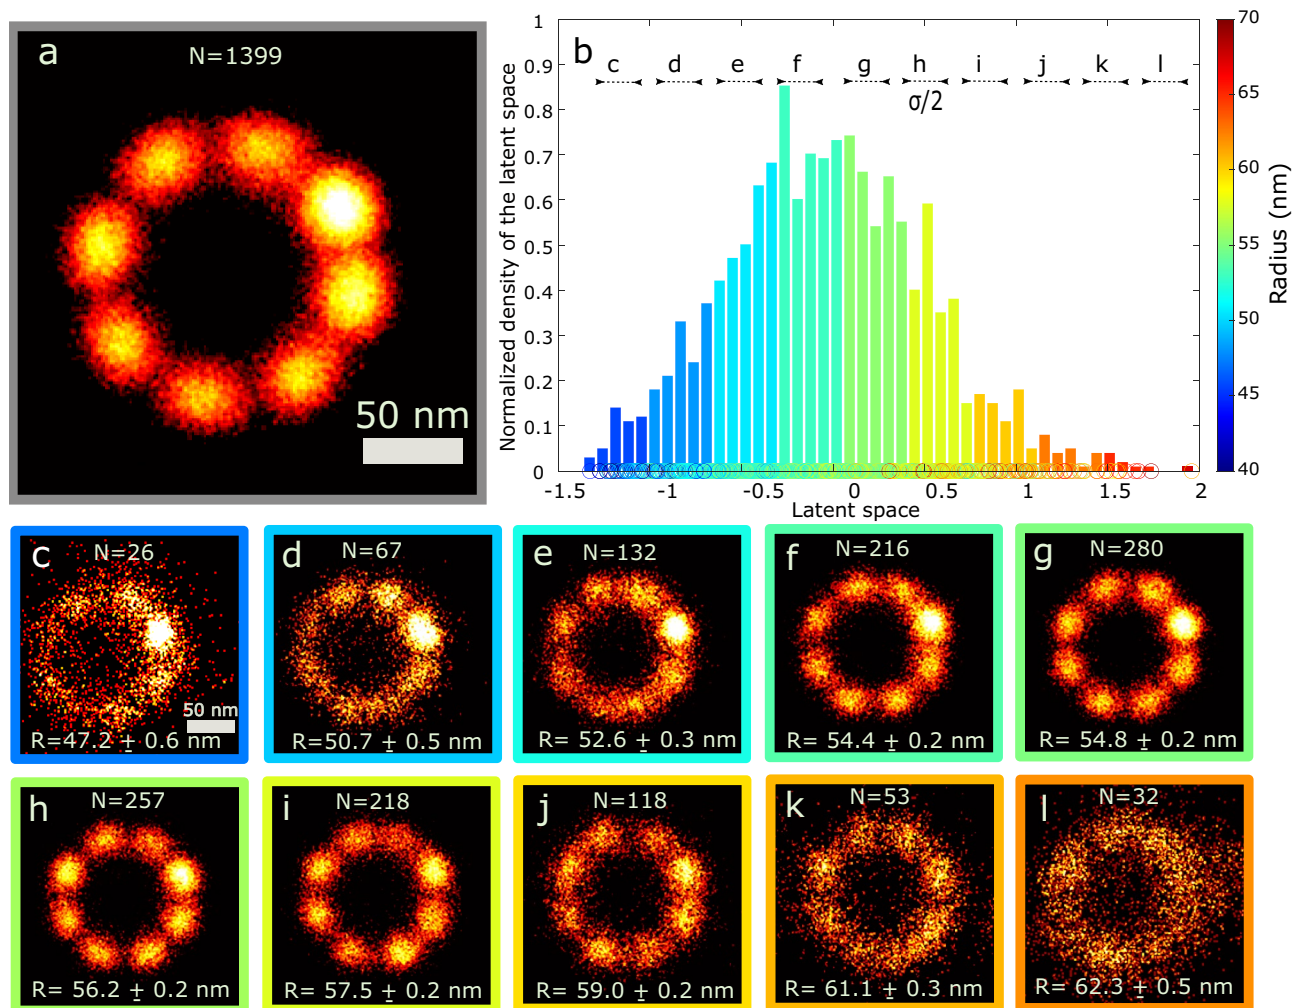 a
N=1399
50 nm
b
c d e f g h i j k l
σ/2
Normalized density of the latent space
1
0.9
0.8
0.7
0.6
0.5
0.4
0.3
0.2
0.1
0
-1.5 -1 -0.5 0 0.5 1 1.5 2
Latent space
70
65
60
55
50
45
40
Radius (nm)
c
N=26
50 nm
R=47.2 ± 0.6 nm
d
N=67
R=50.7 ± 0.5 nm
e
N=132
R= 52.6 ± 0.3 nm
f
N=216
R= 54.4 ± 0.2 nm
g
N=280
R= 54.8 ± 0.2 nm
h
N=257
R= 56.2 ± 0.2 nm
i
N=218
R= 57.5 ± 0.2 nm
j
N=118
R= 59.0 ± 0.2 nm
k
N=53
R= 61.1 ± 0.3 nm
l
N=32
R= 62.3 ± 0.5 nm